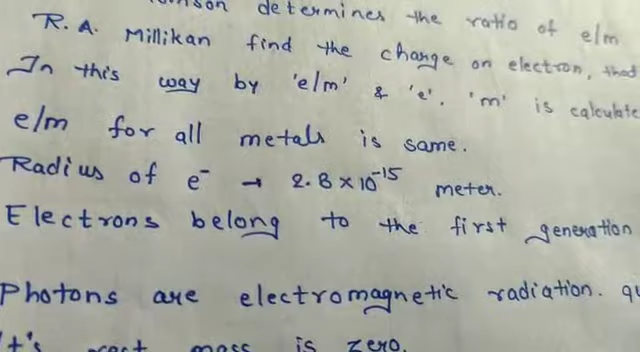 determines the ratio of e/m
R. A. Millikan find the change on electron, that
In this way by 'e/m' & 'e'. 'm' is calculate
e/m for all metals is same.
Radius of e⁻ → 2.8×10⁻¹⁵ meter.
Electrons belong to the first generation
Photons are electromagnetic radiation.
It's mass is zero.